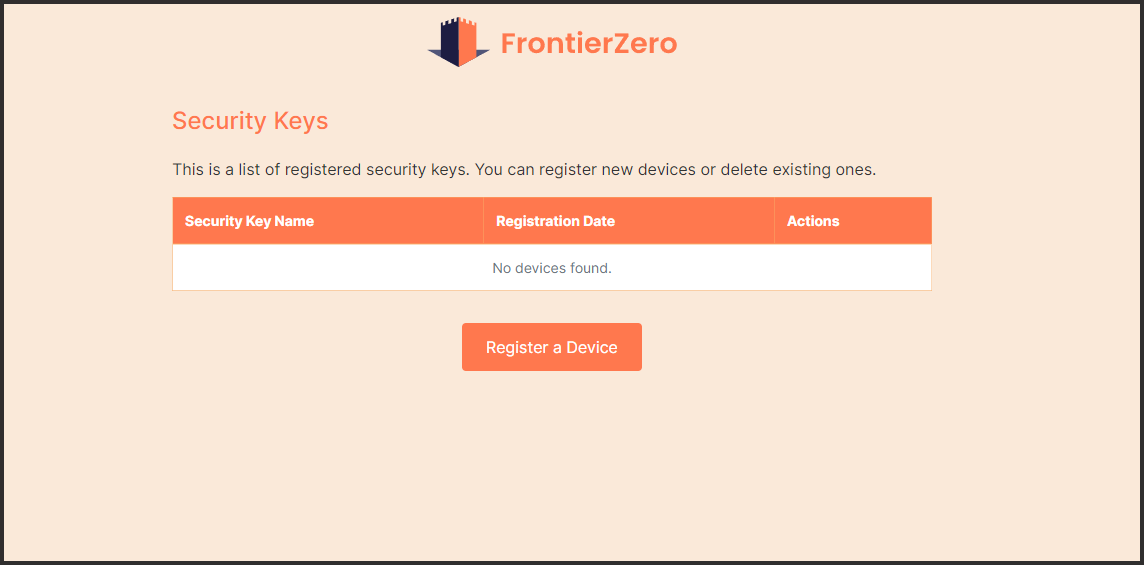 FrontierZero
Security Keys
This is a list of registered security keys. You can register new devices or delete existing ones.
Security Key Name Registration Date Actions
No devices found.
Register a Device